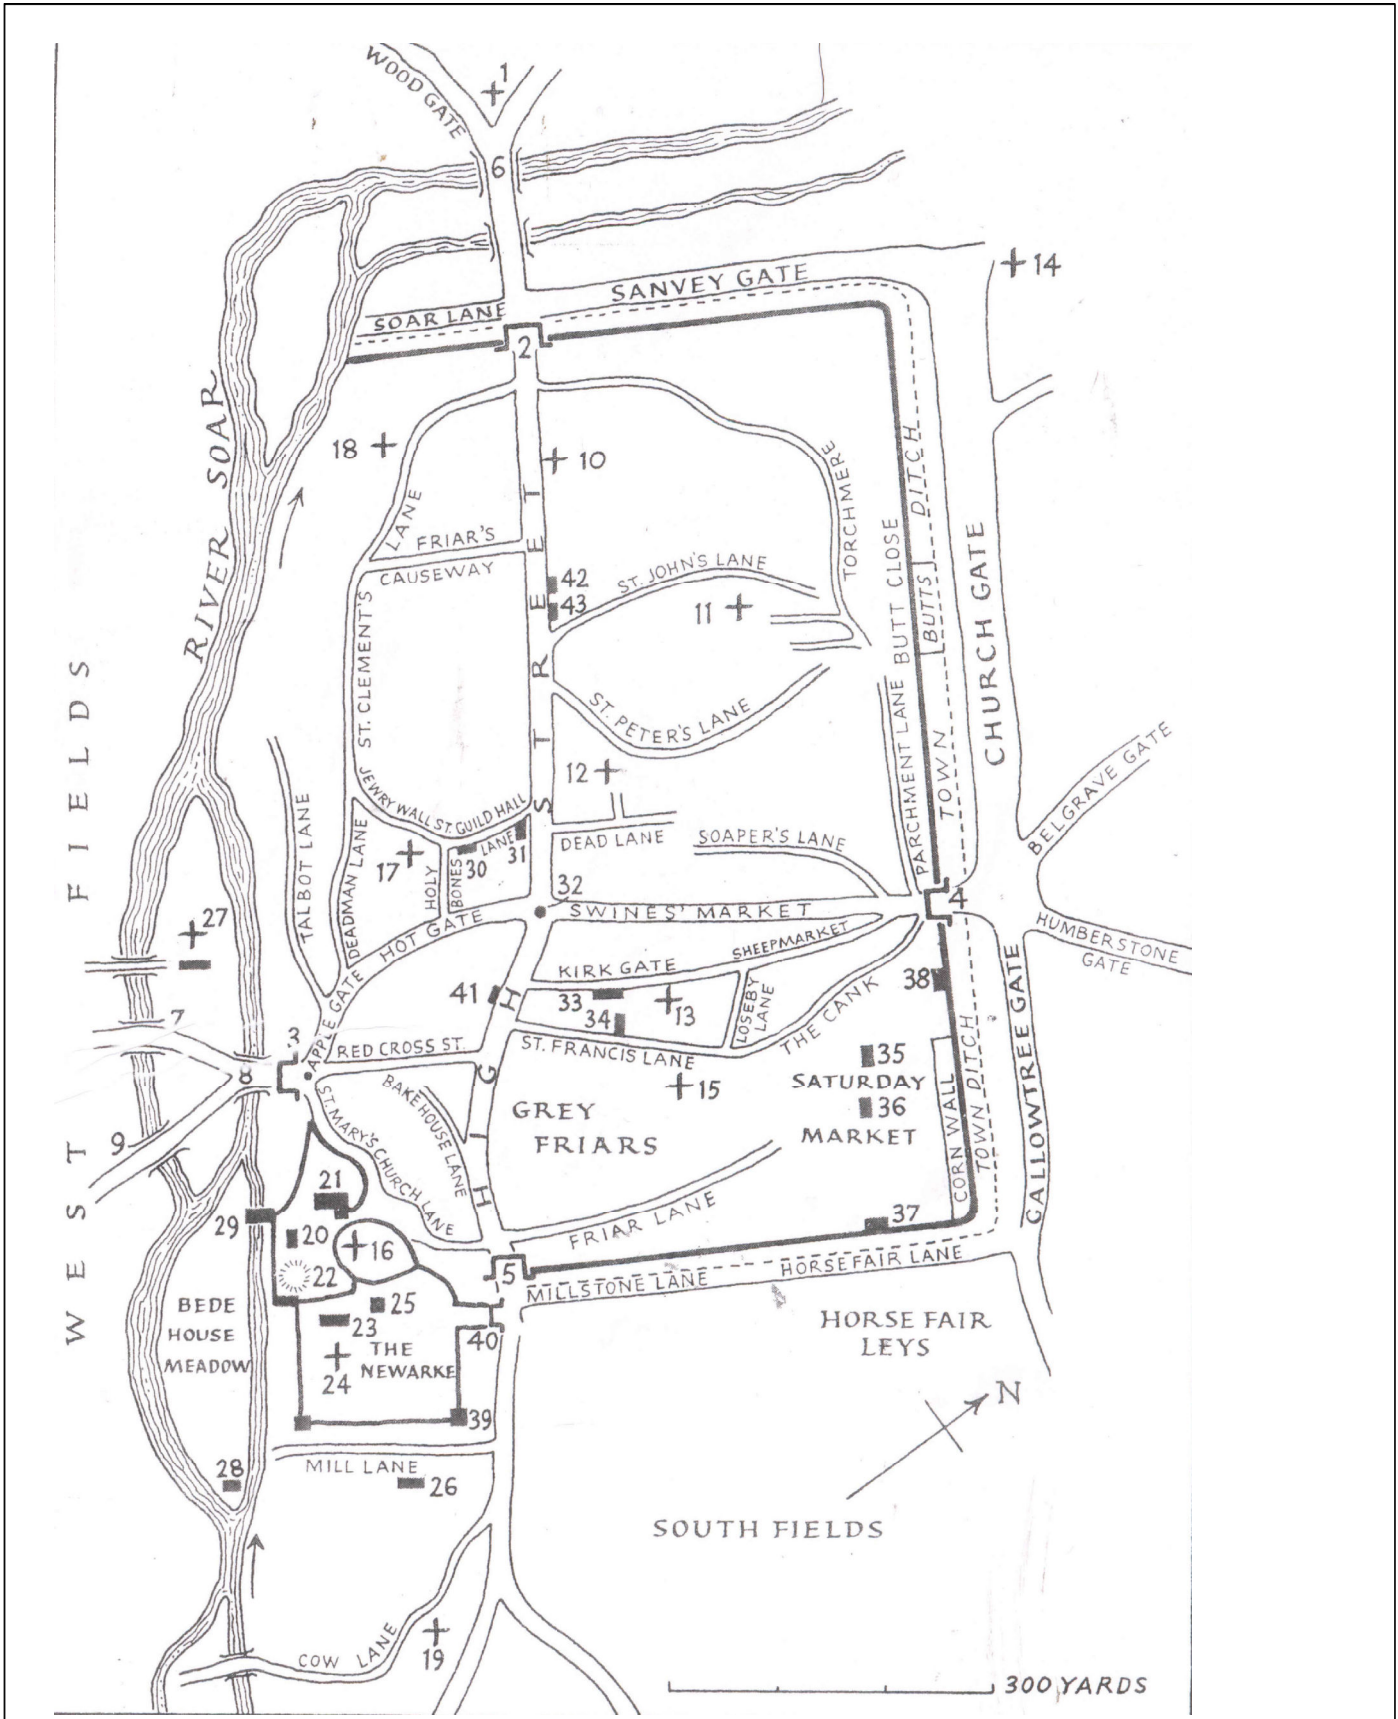 WOOD GATE
1
6
SANVEY GATE
14
SOAR LANE
2
RIVER SOAR
18
10
LANE
FRIAR'S
CAUSEWAY
TORCHMERE
DITCH
BUTTS
BUTT CLOSE
PARCHMENT LANE
TOWN
CHURCH GATE
42
43
ST. JOHN'S LANE
11
ST. CLEMENT'S
HIGH STREET
ST. PETER'S LANE
12
WEST FIELDS
BELGRAVE GATE
JEWRY WALL ST.
GUILD HALL
LANE
31
30
DEAD LANE
SOAPER'S LANE
TALBOT LANE
DEADMAN LANE
17
HOLY
BONES
32
SWINES' MARKET
4
HUMBERSTONE
GATE
27
HOT GATE
SHEEPMARKET
KIRK GATE
41
33
34
13
LOSEBY
LANE
THE CANK
38
GALLOWTREE GATE
7
3
APPLE GATE
RED CROSS ST.
ST. FRANCIS LANE
15
35
SATURDAY
36
MARKET
CORN WALL
TOWN DITCH
8
9
ST. MARY'S CHURCH LANE
BAKEHOUSE LANE
GREY
FRIARS
21
29
20
16
22
FRIAR LANE
37
5
MILLSTONE LANE
HORSEFAIR LANE
BEDE
HOUSE
MEADOW
25
23
THE
NEWARKE
24
40
HORSE FAIR
LEYS
39
N
28
MILL LANE
26
SOUTH FIELDS
COW LANE
19
300 YARDS